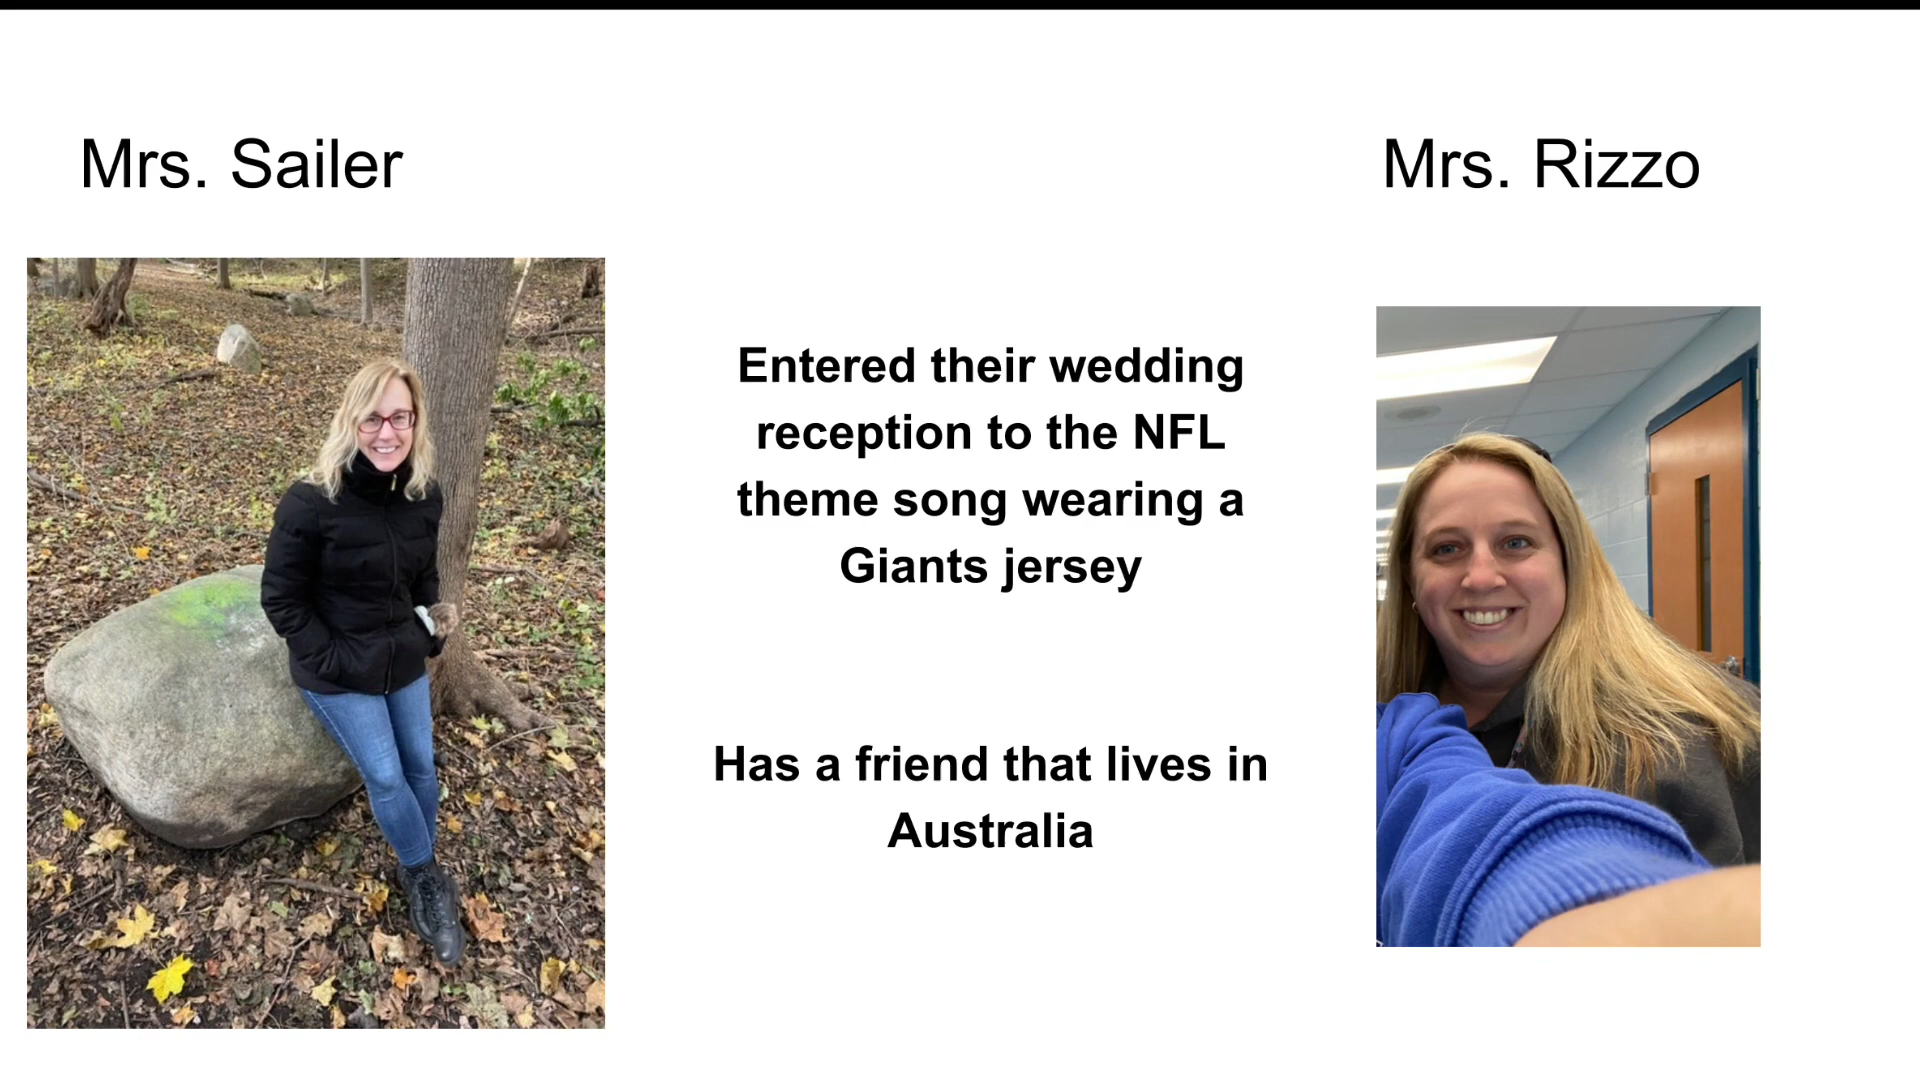 Mrs. Sailer
Mrs. Rizzo
Entered their wedding
reception to the NFL
theme song wearing a
Giants jersey
Has a friend that lives in
Australia